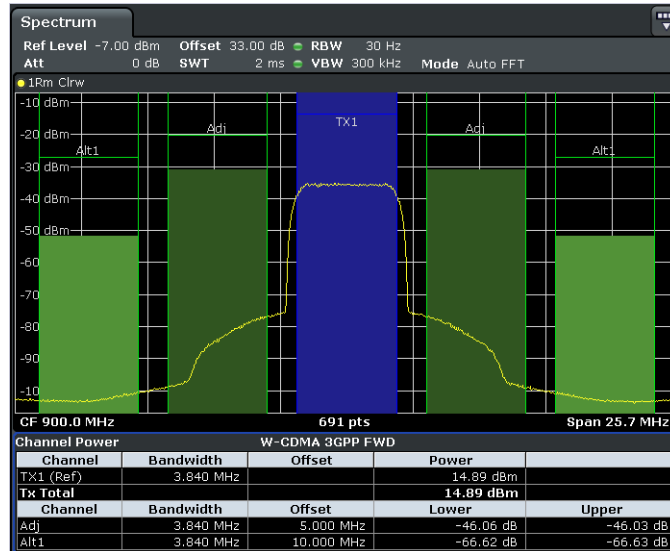 Spectrum
Ref Level -7.00 dBm Offset 33.00 dB RBW 30 Hz
Att 0 dB SWT 2 ms VBW 300 kHz Mode Auto FFT
1Rm Clrw
-10 dBm
TX1
Adj Adj
-20 dBm
Alt1 Alt1
-30 dBm
-40 dBm
-50 dBm
-60
-70
-80
-90
-10
CF 900.0 MHz 691 pts Span 25.7 MHz
Channel Power W-CDMA 3GPP FWD
Channel Bandwidth Offset Power
TX1 (Ref) 3.840 MHz 14.89 dBm
Tx Total 14.89 dBm
Channel Bandwidth Offset Lower Upper
Adj 3.840 MHz 5.000 MHz -46.06 dB -46.03 dB
Alt1 3.840 MHz 10.000 MHz -66.62 dB -66.63 dB